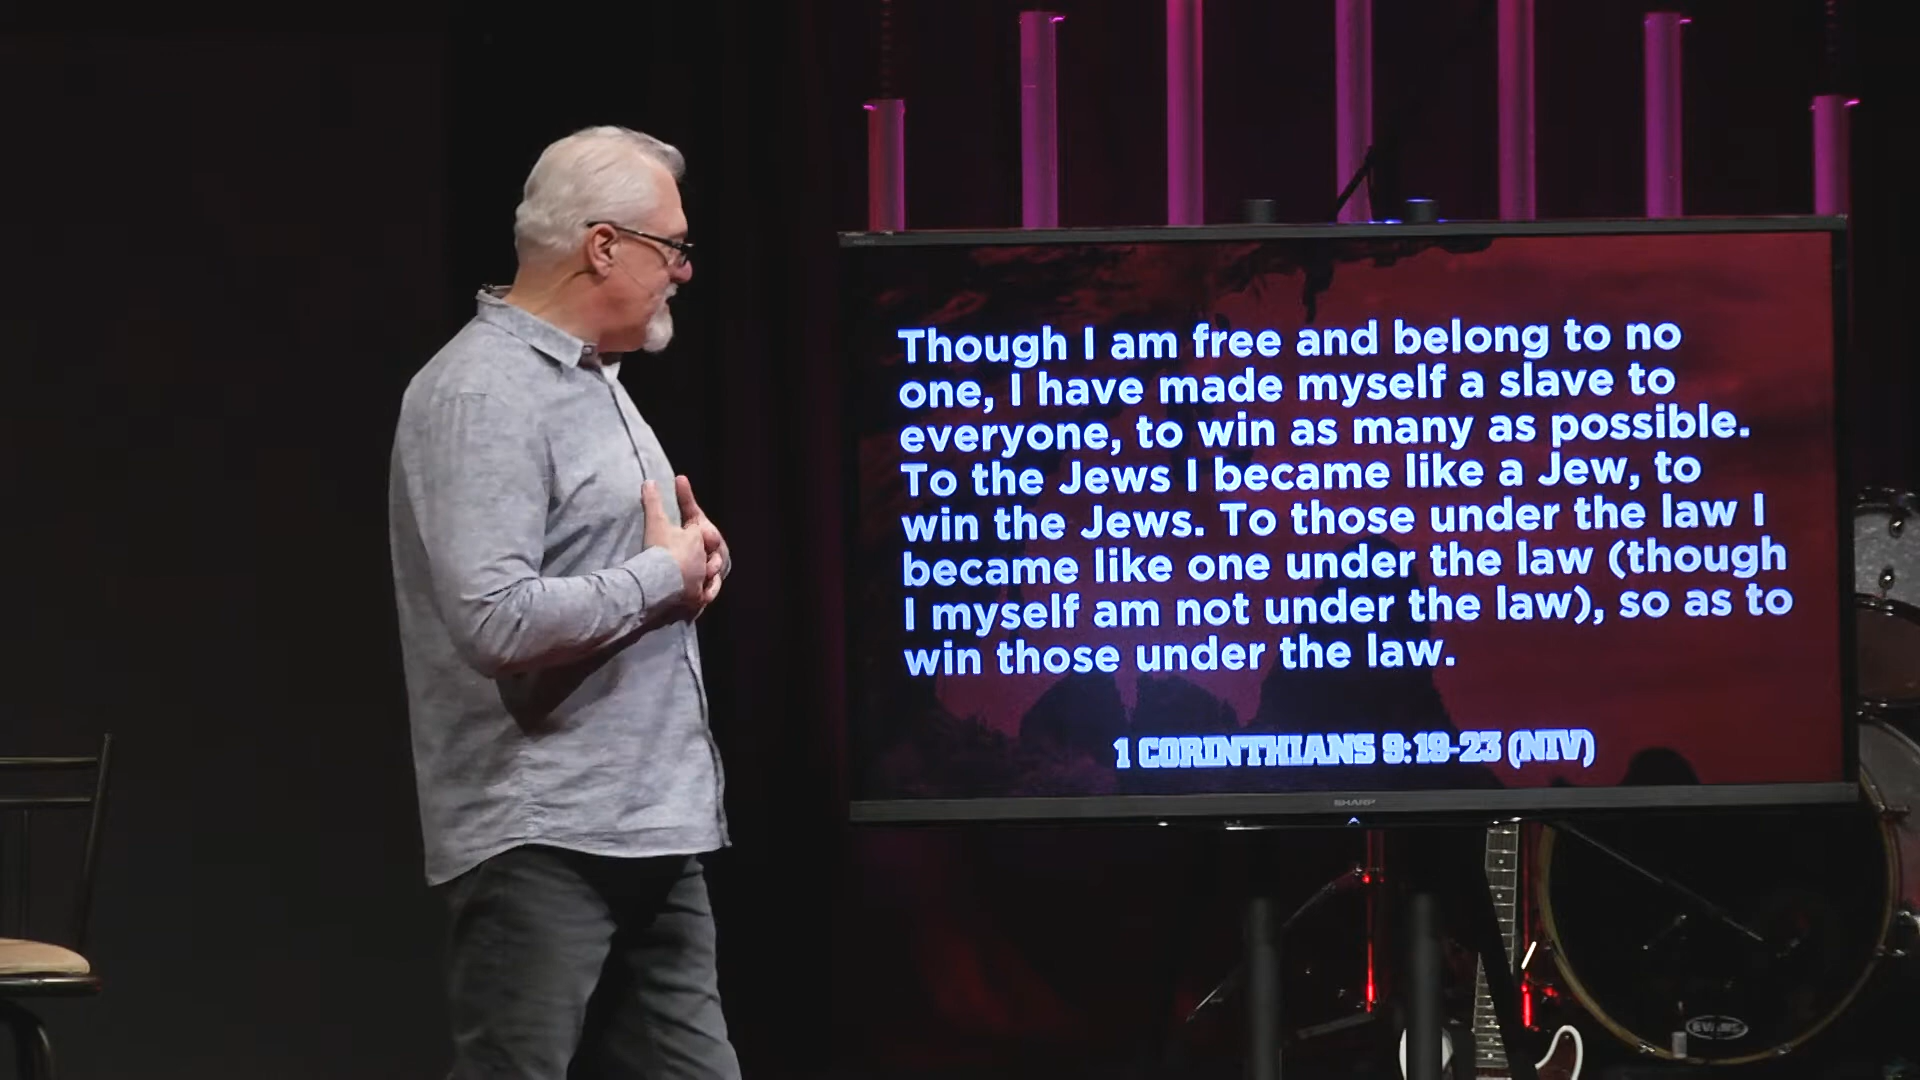 Though I am free and belong to no
one, I have made myself a slave to
everyone, to win as many as possible.
To the Jews I became like a Jew, to
win the Jews. To those under the law I
became like one under the law (though
I myself am not under the law), so as to
win those under the law.
1 CORINTHIANS 9:19-23 (NIV)
SHARP
EVANS